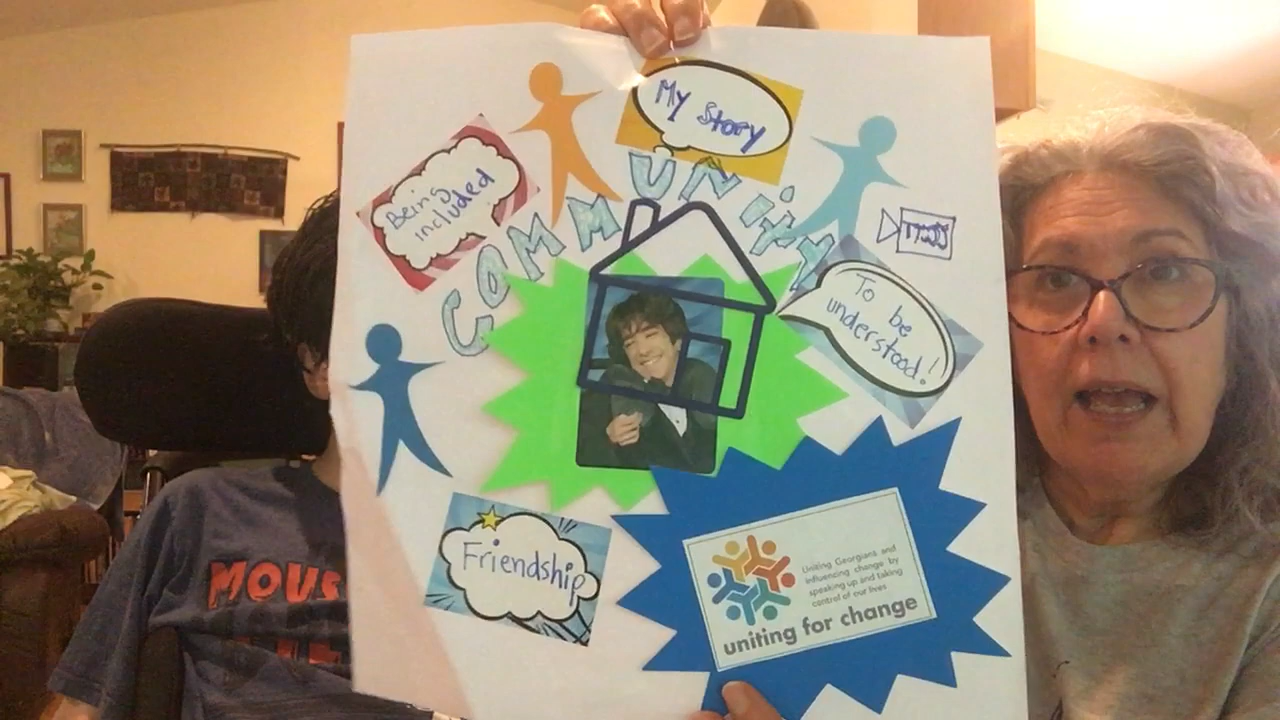 My Story
Being
included
COMMUNITY
To be
understood!
Friendship
Uniting Georgians and
influencing change by
speaking up and taking
control of our lives
uniting for change